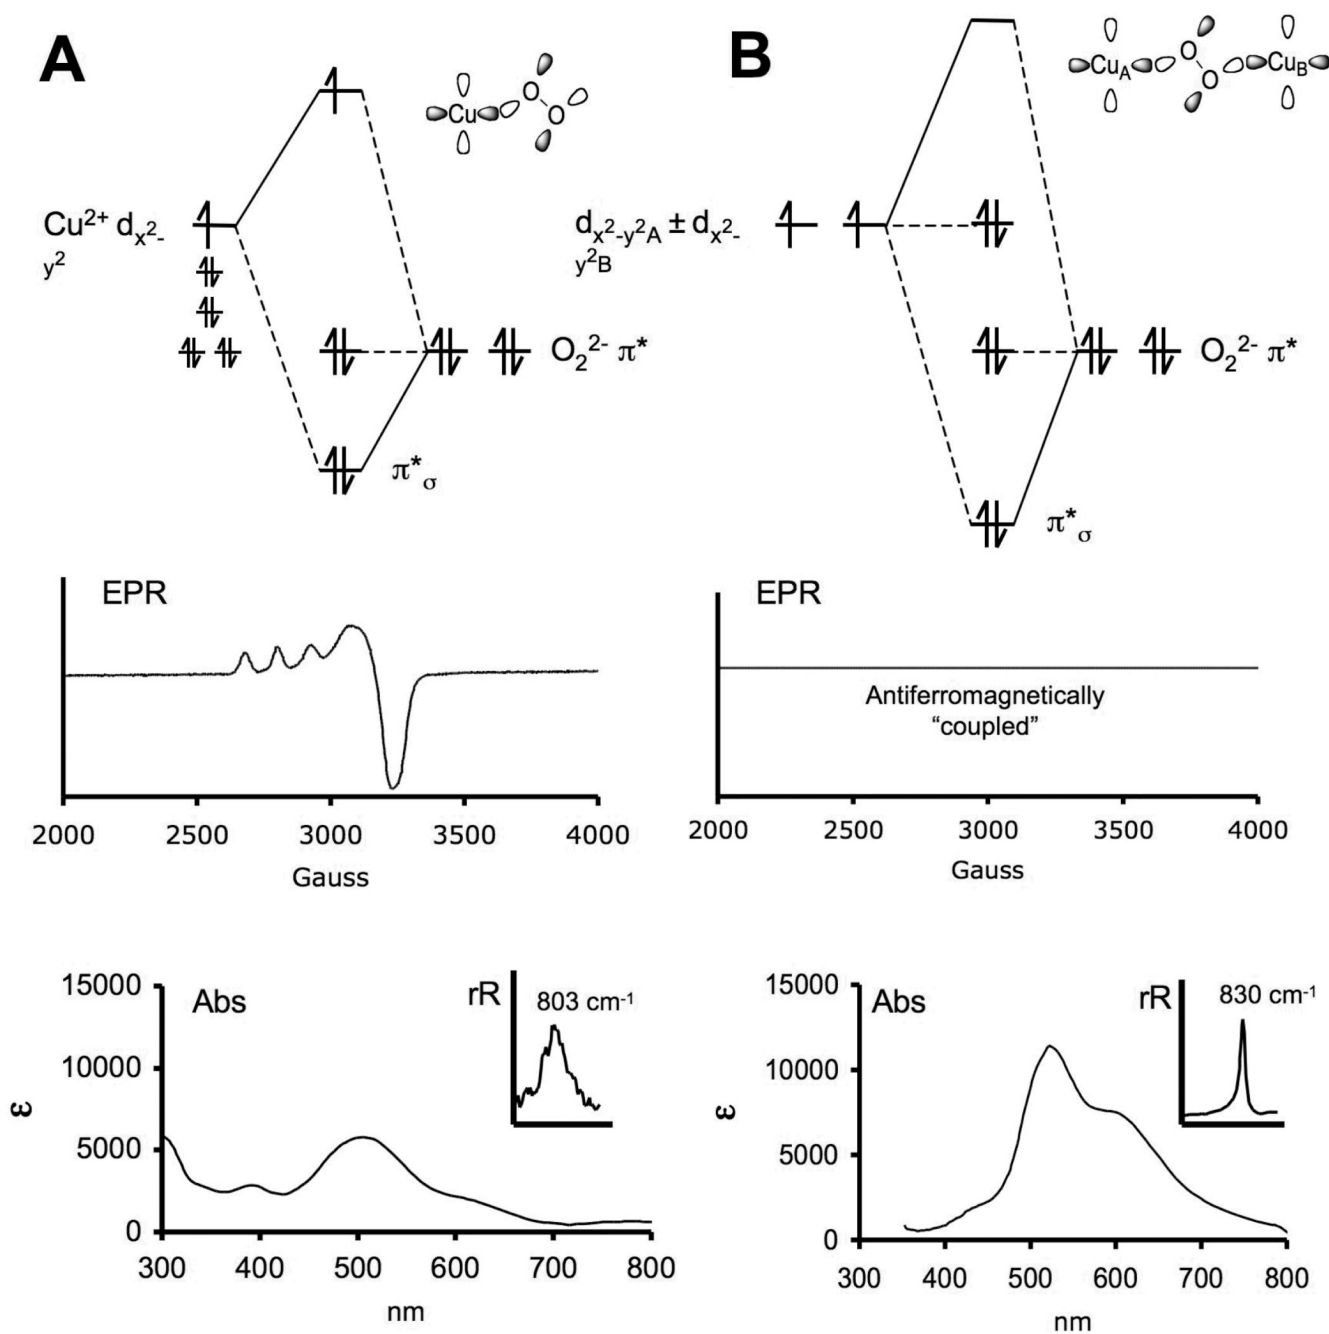 A
Cu
O
O
Cu²⁺ dₓ²₋
y²
O₂²⁻ π*
π*σ
EPR
2000 2500 3000 3500 4000
Gauss
Abs
rR
803 cm⁻¹
15000
10000
5000
0
ε
300 400 500 600 700 800
nm
B
CuA
O
O
CuB
dₓ²₋y²A ± dₓ²₋
y²B
O₂²⁻ π*
π*σ
EPR
Antiferromagnetically
“coupled”
2000 2500 3000 3500 4000
Gauss
Abs
rR
830 cm⁻¹
15000
10000
5000
0
ε
300 400 500 600 700 800
nm